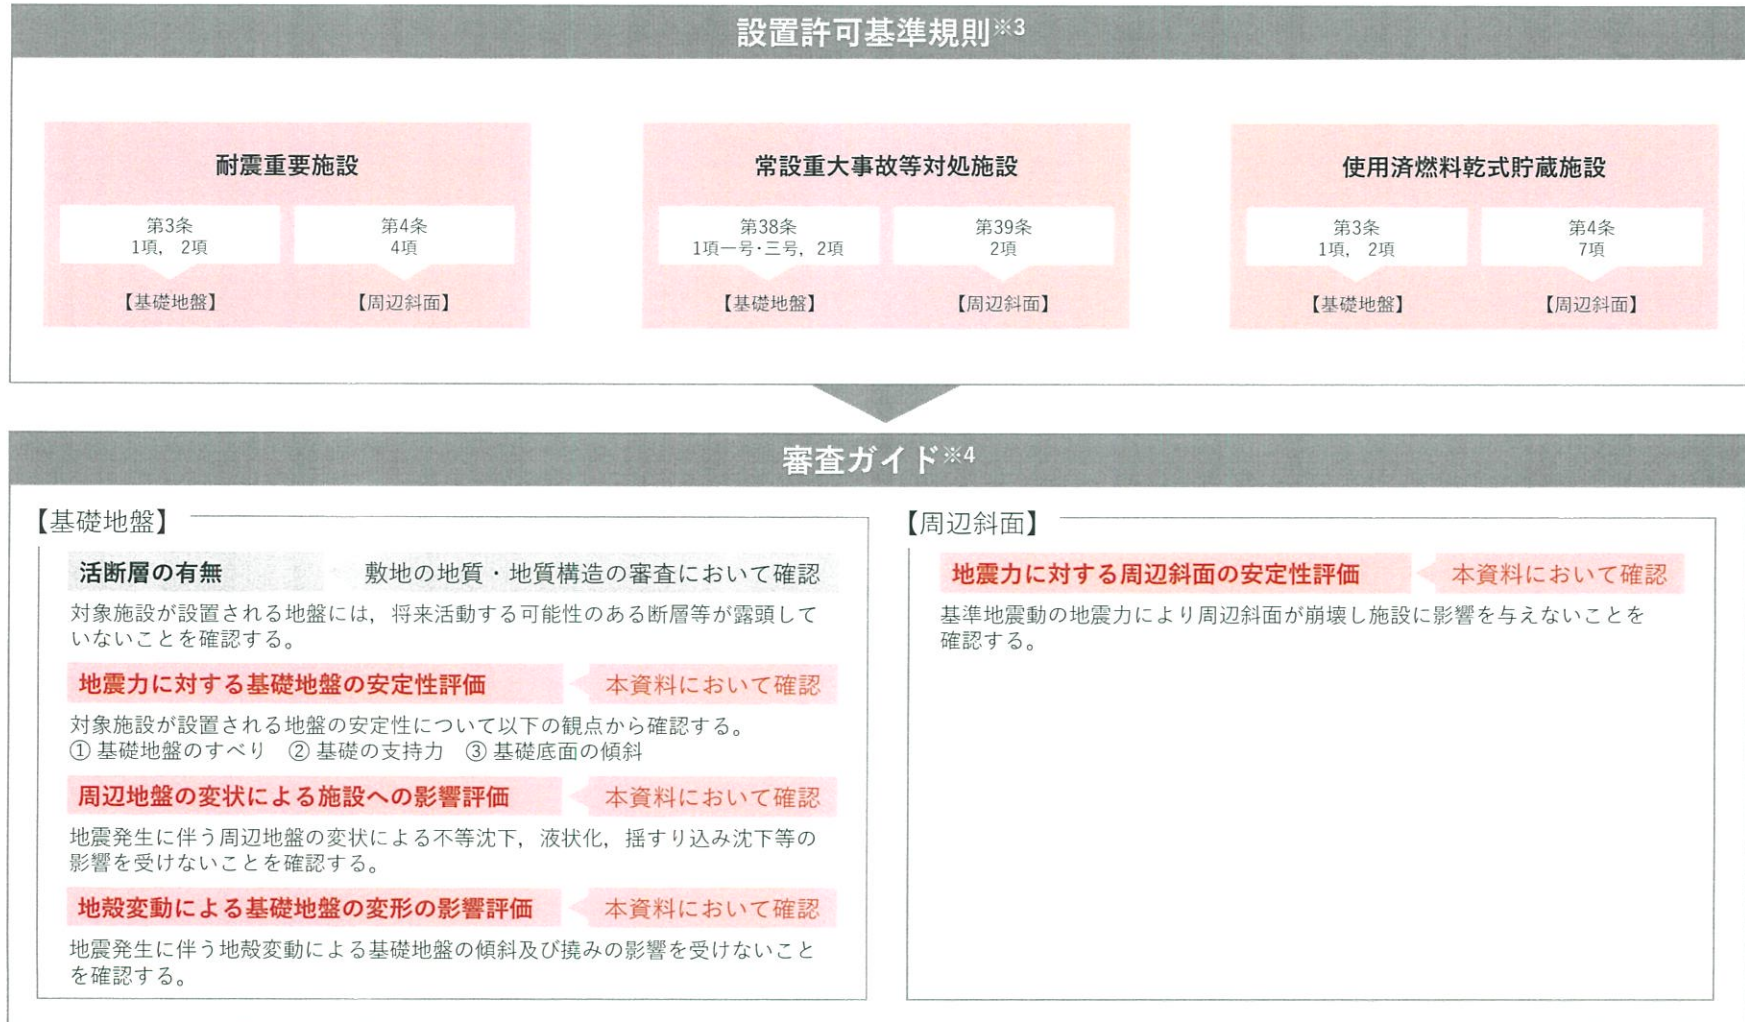 設置許可基準規則※3
耐震重要施設
第3条
1項, 2項
第4条
4項
【基礎地盤】
【周辺斜面】
常設重大事故等対処施設
第38条
1項一号・三号, 2項
第39条
2項
【基礎地盤】
【周辺斜面】
使用済燃料乾式貯蔵施設
第3条
1項, 2項
第4条
7項
【基礎地盤】
【周辺斜面】
審査ガイド※4
【基礎地盤】
活断層の有無
敷地の地質・地質構造の審査において確認
対象施設が設置される地盤には，将来活動する可能性のある断層等が露頭して
いないことを確認する。
地震力に対する基礎地盤の安定性評価
本資料において確認
対象施設が設置される地盤の安定性について以下の観点から確認する。
① 基礎地盤のすべり ② 基礎の支持力 ③ 基礎底面の傾斜
周辺地盤の変状による施設への影響評価
本資料において確認
地震発生に伴う周辺地盤の変状による不等沈下，液状化，揺すり込み沈下等の
影響を受けないことを確認する。
地殻変動による基礎地盤の変形の影響評価
本資料において確認
地震発生に伴う地殻変動による基礎地盤の傾斜及び撓みの影響を受けないこと
を確認する。
【周辺斜面】
地震力に対する周辺斜面の安定性評価
本資料において確認
基準地震動の地震力により周辺斜面が崩壊し施設に影響を与えないことを
確認する。